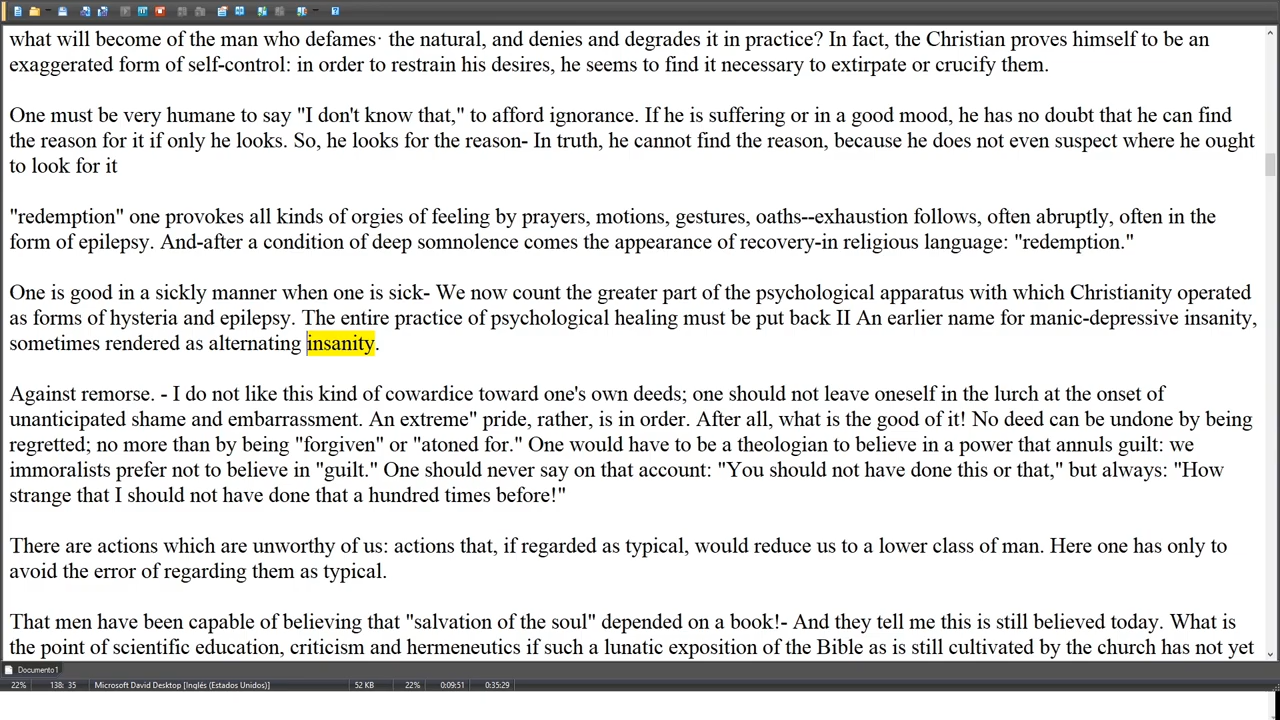 what will become of the man who defames· the natural, and denies and degrades it in practice? In fact, the Christian proves himself to be an
exaggerated form of self-control: in order to restrain his desires, he seems to find it necessary to extirpate or crucify them.
One must be very humane to say "I don't know that," to afford ignorance. If he is suffering or in a good mood, he has no doubt that he can find
the reason for it if only he looks. So, he looks for the reason- In truth, he cannot find the reason, because he does not even suspect where he ought
to look for it
"redemption" one provokes all kinds of orgies of feeling by prayers, motions, gestures, oaths--exhaustion follows, often abruptly, often in the
form of epilepsy. And-after a condition of deep somnolence comes the appearance of recovery-in religious language: "redemption."
One is good in a sickly manner when one is sick- We now count the greater part of the psychological apparatus with which Christianity operated
as forms of hysteria and epilepsy. The entire practice of psychological healing must be put back II An earlier name for manic-depressive insanity,
sometimes rendered as alternating insanity.
Against remorse. - I do not like this kind of cowardice toward one's own deeds; one should not leave oneself in the lurch at the onset of
unanticipated shame and embarrassment. An extreme" pride, rather, is in order. After all, what is the good of it! No deed can be undone by being
regretted; no more than by being "forgiven" or "atoned for." One would have to be a theologian to believe in a power that annuls guilt: we
immoralists prefer not to believe in "guilt." One should never say on that account: "You should not have done this or that," but always: "How
strange that I should not have done that a hundred times before!"
There are actions which are unworthy of us: actions that, if regarded as typical, would reduce us to a lower class of man. Here one has only to
avoid the error of regarding them as typical.
That men have been capable of believing that "salvation of the soul" depended on a book!- And they tell me this is still believed today. What is
the point of scientific education, criticism and hermeneutics if such a lunatic exposition of the Bible as is still cultivated by the church has not yet
Documento1
22% 138: 35 Microsoft David Desktop [Inglés (Estados Unidos)] 52 KB 22% 0:09:51 0:35:29